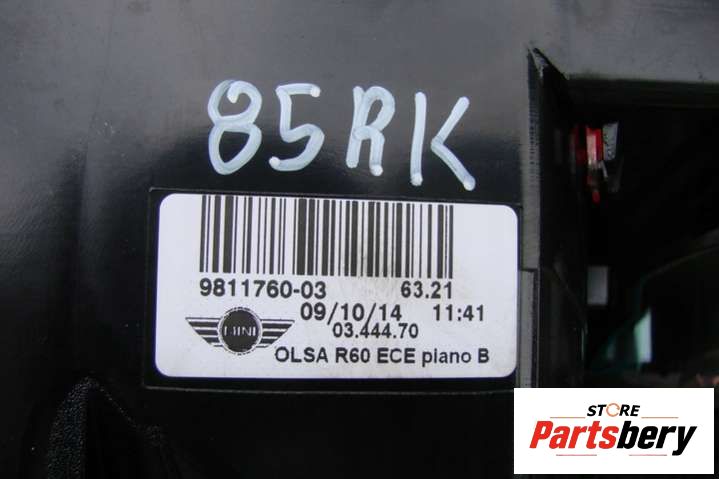 85RK
9811760-03 63.21
09/10/14 11:41
03.444.70
MINI
OLSA R60 ECE piano B
STORE
Partsbery